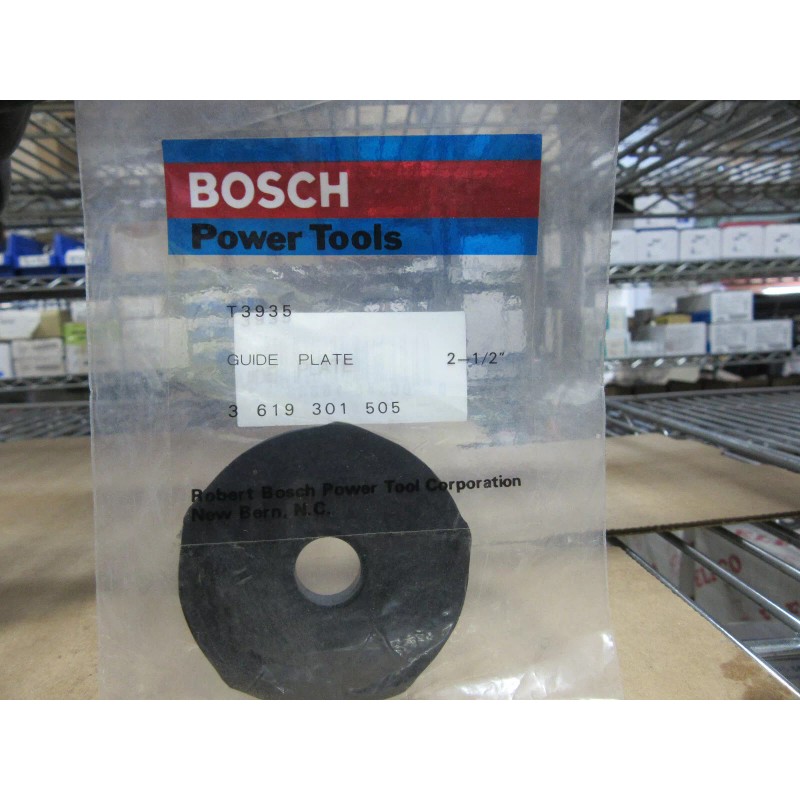 BOSCH
Power Tools
T3935
GUIDE PLATE 2-1/2"
3 619 301 505
Robert Bosch Power Tool Corporation
New Bern, N.C.